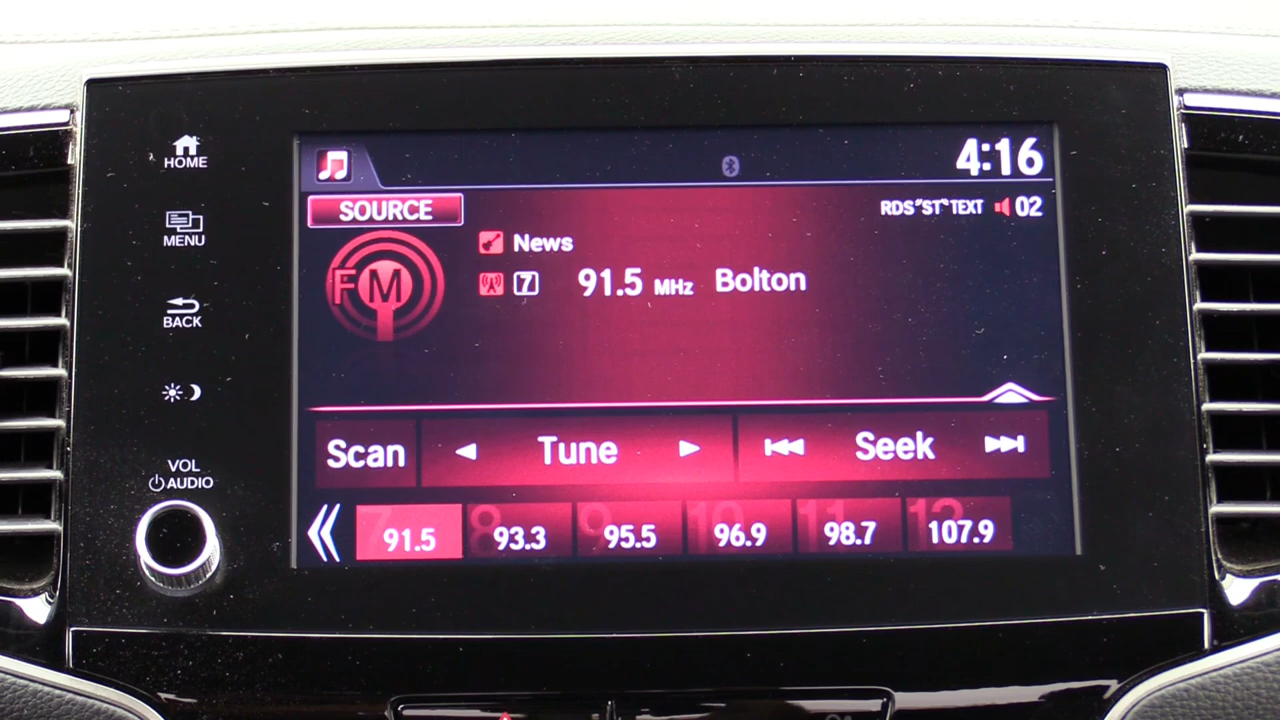 HOME
MENU
BACK
VOL
AUDIO
4:16
SOURCE
RDS "ST" TEXT 02
FM
News
7 91.5 MHz Bolton
Scan Tune Seek
7 8 9 10 11 12
91.5 93.3 95.5 96.9 98.7 107.9